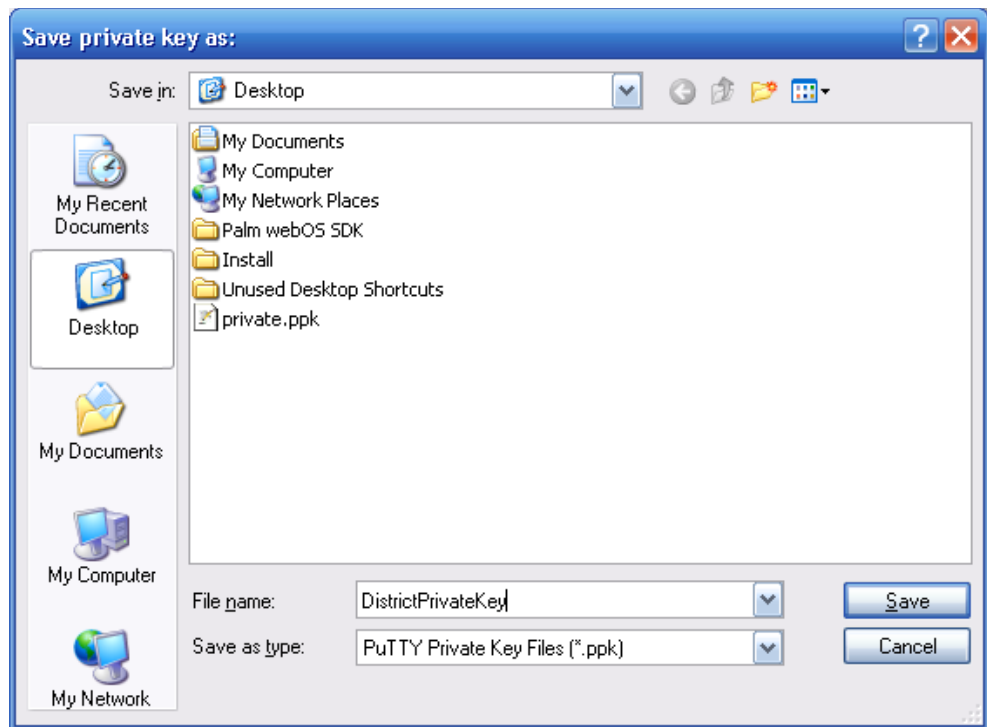 Save private key as:
Save in:
Desktop
My Recent
Documents
Desktop
My Documents
My Computer
My Network
My Documents
My Computer
My Network Places
Palm webOS SDK
Install
Unused Desktop Shortcuts
private.ppk
File name:
DistrictPrivateKey
Save
Save as type:
PuTTY Private Key Files (*.ppk)
Cancel